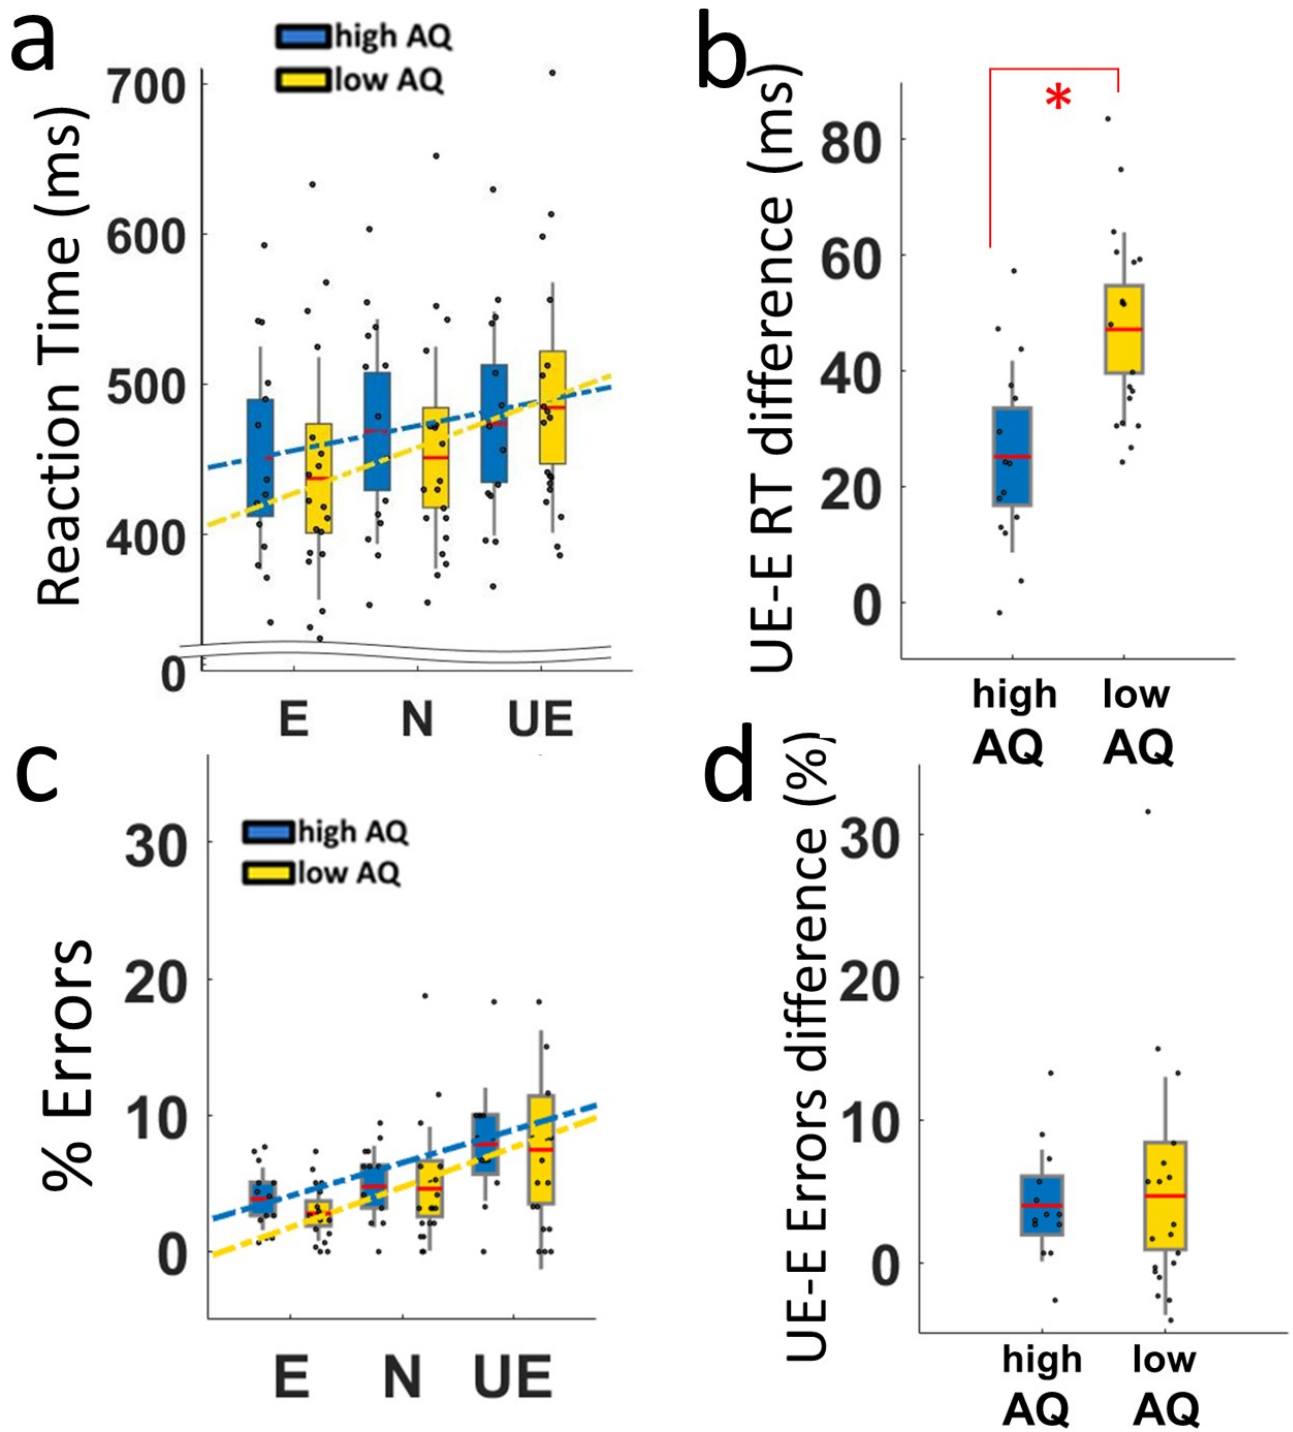 a
high AQ
low AQ
Reaction Time (ms)
700
600
500
400
0
E N UE
b
*
UE-E RT difference (ms)
80
60
40
20
0
high low
AQ AQ
c
high AQ
low AQ
% Errors
30
20
10
0
E N UE
d
UE-E Errors difference (%)
30
20
10
0
high low
AQ AQ